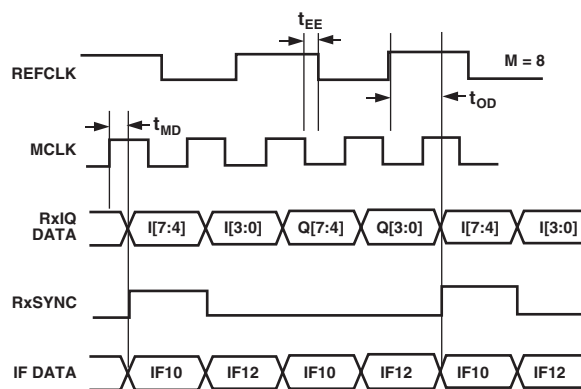 tEE
REFCLK
M = 8
tMD
tOD
MCLK
RxIQ
DATA
I[7:4] I[3:0] Q[7:4] Q[3:0] I[7:4] I[3:0]
RxSYNC
IF DATA IF10 IF12 IF10 IF12 IF10 IF12